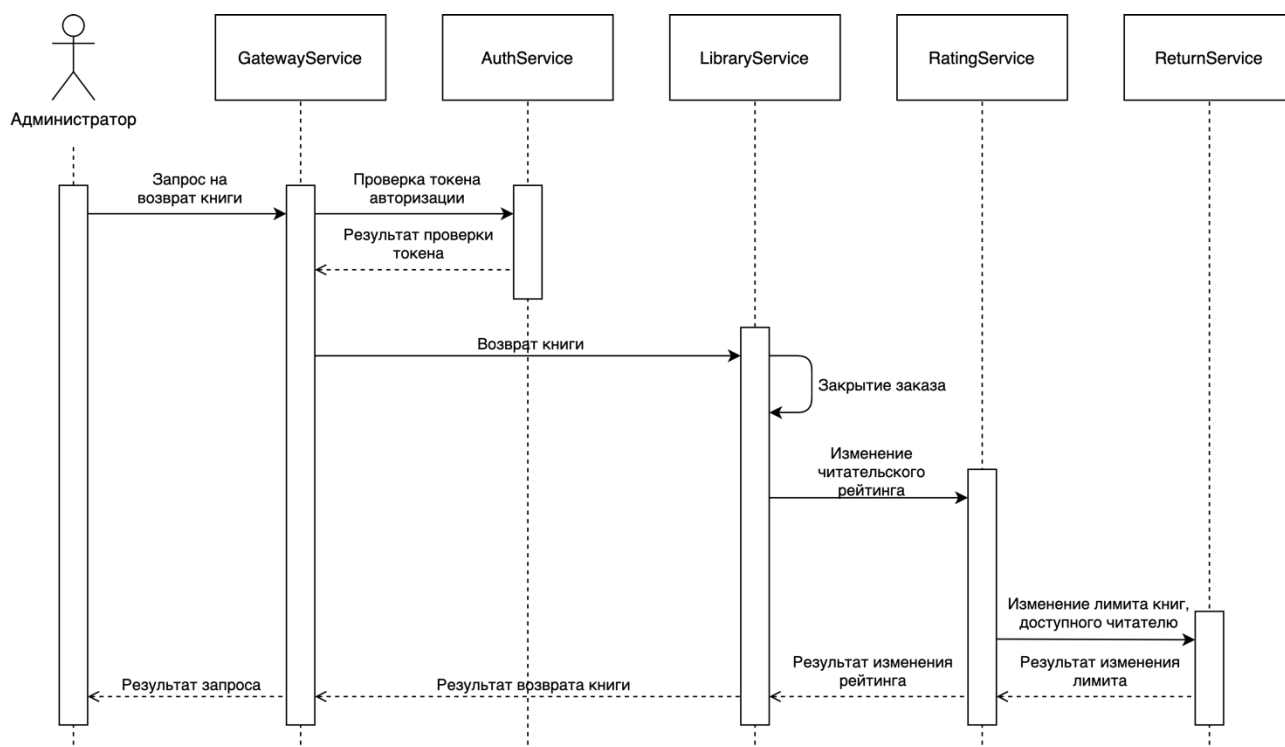 GatewayService
AuthService
LibraryService
RatingService
ReturnService
Администратор
Запрос на
возврат книги
Проверка токена
авторизации
Результат проверки
токена
Возврат книги
Закрытие заказа
Изменение
читательского
рейтинга
Изменение лимита книг,
доступного читателю
Результат изменения
лимита
Результат изменения
рейтинга
Результат возврата книги
Результат запроса